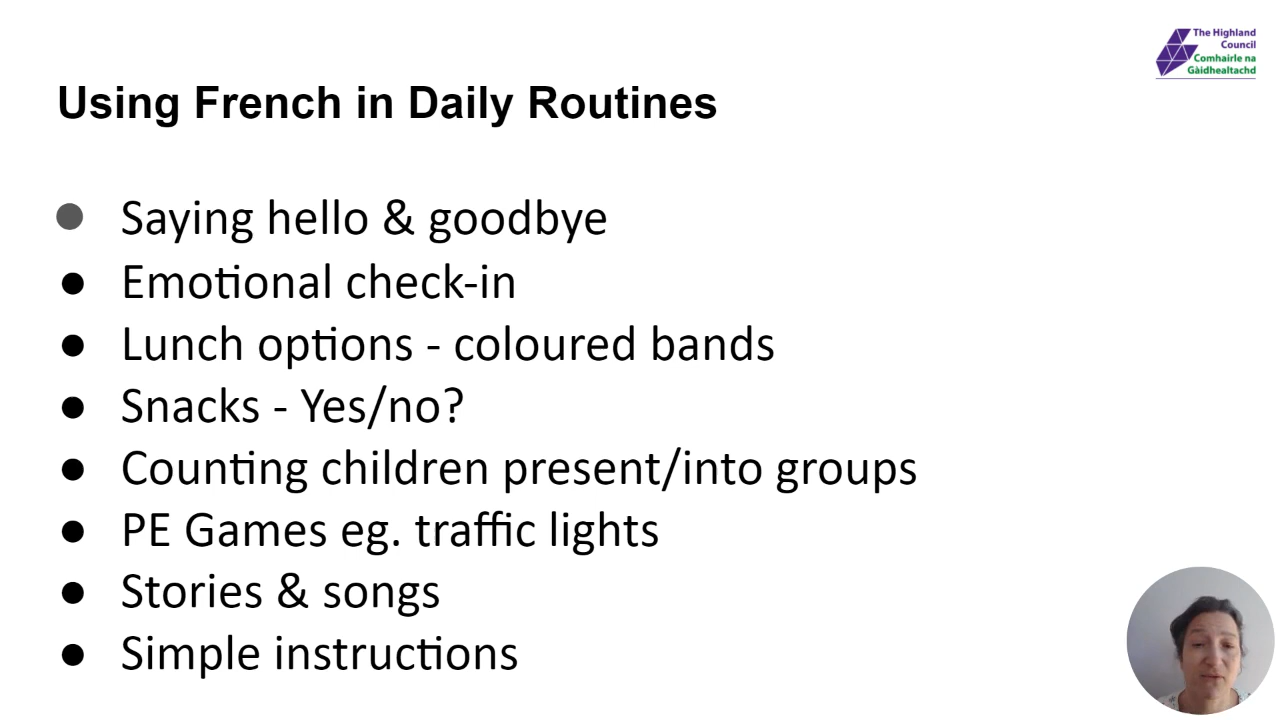 The Highland
Council
Comhairle na
Gàidhealtachd
Using French in Daily Routines
● Saying hello & goodbye
● Emotional check-in
● Lunch options - coloured bands
● Snacks - Yes/no?
● Counting children present/into groups
● PE Games eg. traffic lights
● Stories & songs
● Simple instructions